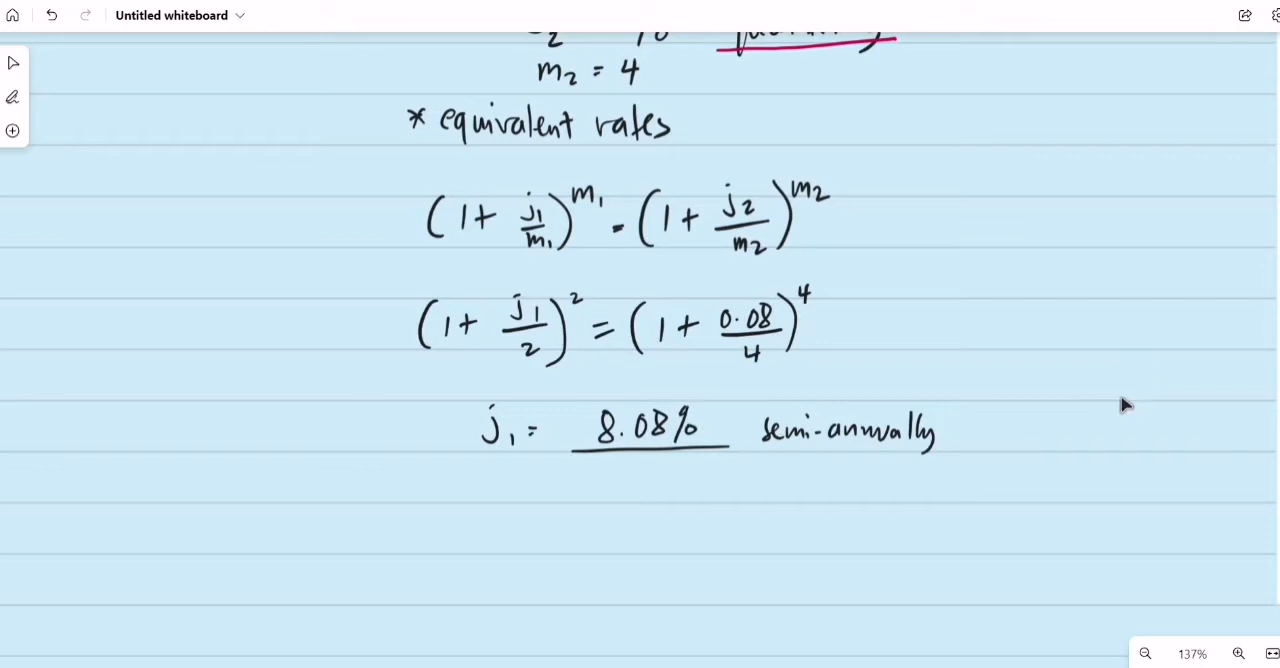 Untitled whiteboard
m₂ = 4
* equivalent rates
(1 + j₁/m₁)^m₁ = (1 + j₂/m₂)^m₂
(1 + j₁/2)^2 = (1 + 0.08/4)^4
j₁ = 8.08% semi-annually
137%